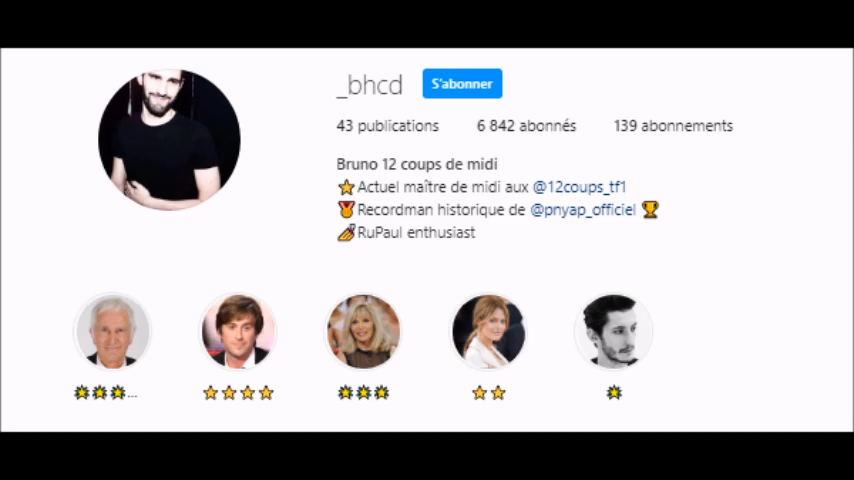 _bhcd S'abonner
43 publications 6 842 abonnés 139 abonnements
Bruno 12 coups de midi
⭐Actuel maître de midi aux @12coups_tf1
🏅Recordman historique de @pnyap_officiel 🏆
💅RuPaul enthusiast
🌟🌟🌟... ⭐⭐⭐⭐ 🌟🌟🌟 ⭐⭐ 🌟